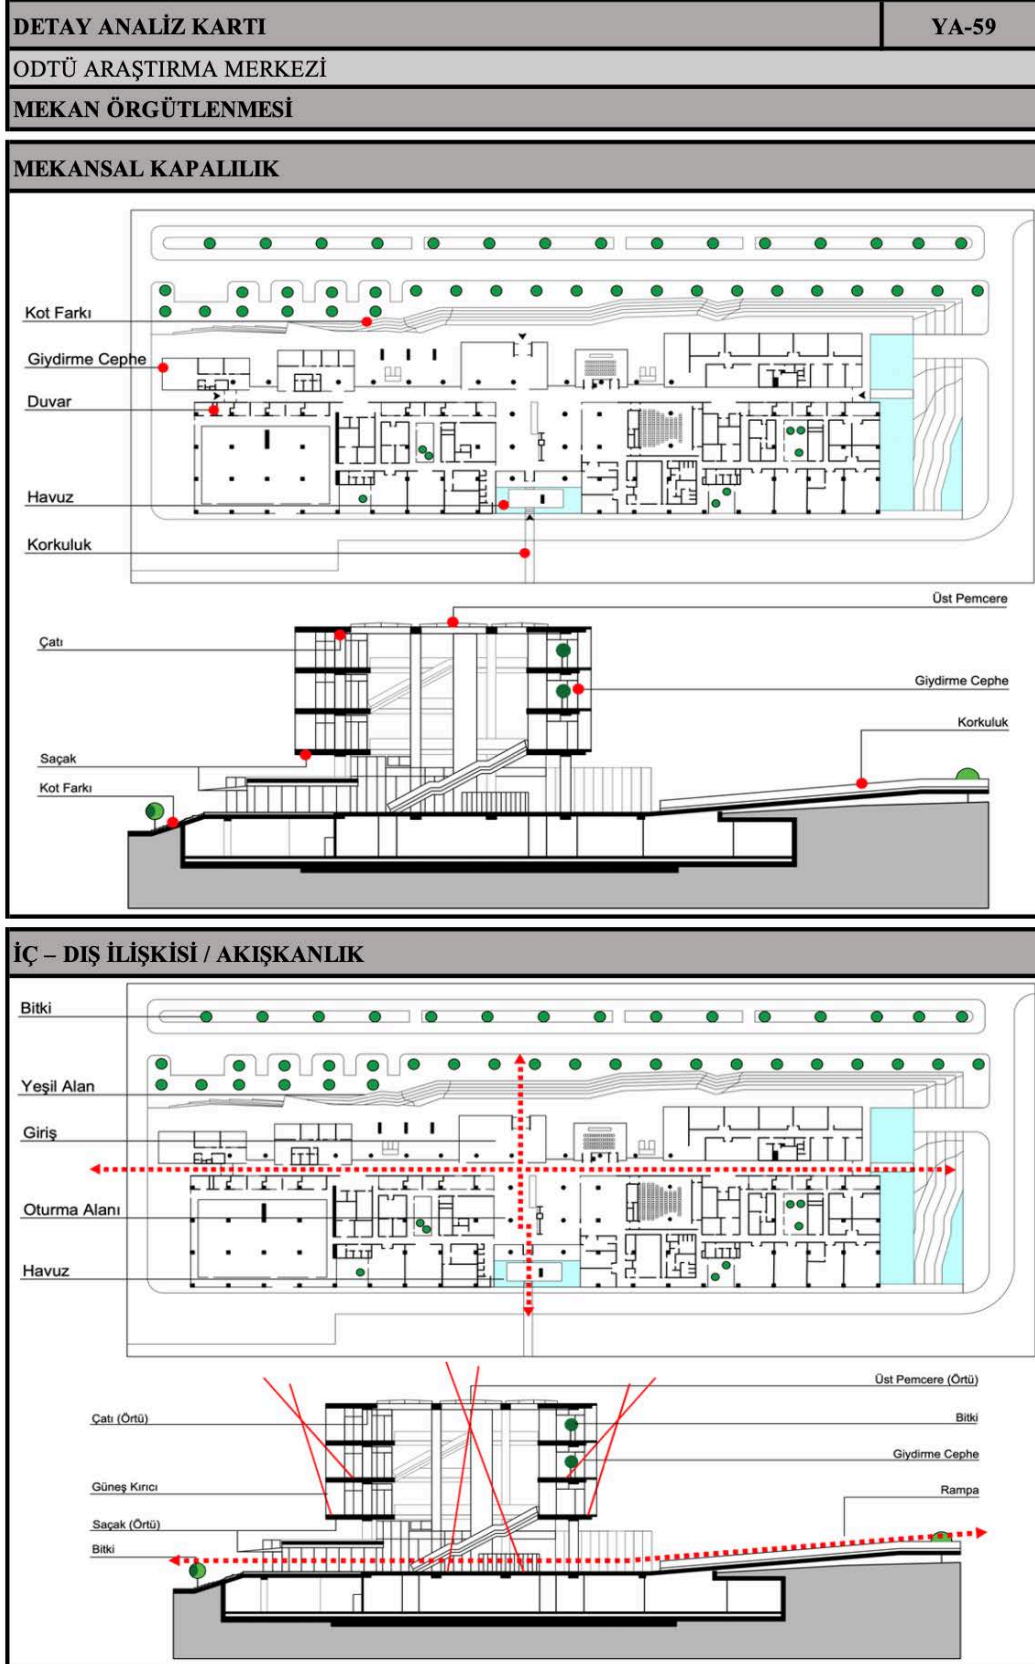 DETAY ANALİZ KARTI YA-59
ODTÜ ARAŞTIRMA MERKEZİ
MEKAN ÖRGÜTLENMESİ
MEKANSAL KAPALILIK
Kot Farkı
Giydirme Cephe
Duvar
Havuz
Korkuluk
Üst Pemcere
Çatı
Giydirme Cephe
Korkuluk
Saçak
Kot Farkı
İÇ – DIŞ İLİŞKİSİ / AKIŞKANLIK
Bitki
Yeşil Alan
Giriş
Oturma Alanı
Havuz
Üst Pemcere (Örtü)
Çatı (Örtü)
Bitki
Giydirme Cephe
Güneş Kırıcı
Rampa
Saçak (Örtü)
Bitki